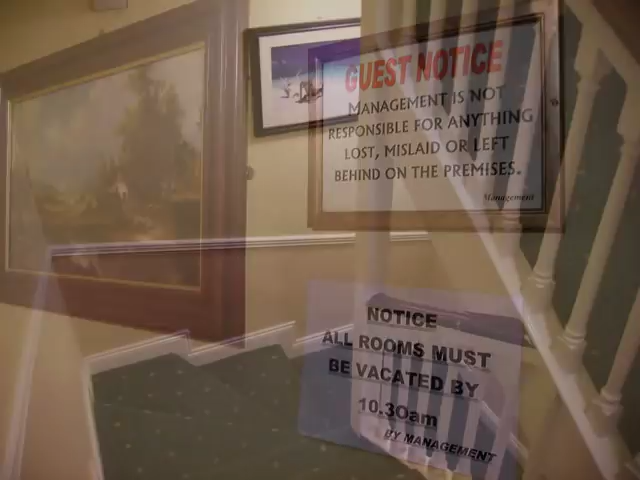 GUEST NOTICE
MANAGEMENT IS NOT
RESPONSIBLE FOR ANYTHING
LOST, MISLAID OR LEFT
BEHIND ON THE PREMISES.
Management
NOTICE
ALL ROOMS MUST
BE VACATED BY
10.30am
BY MANAGEMENT